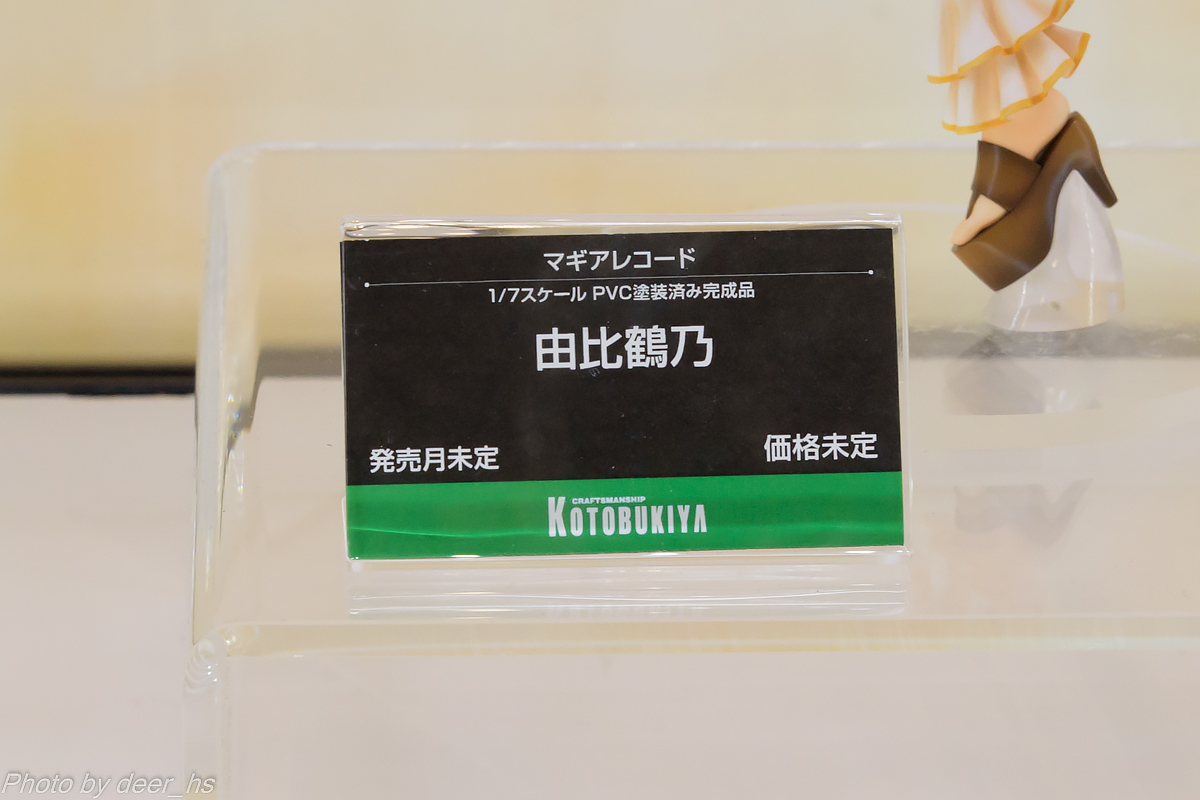 マギアレコード
1/7スケール PVC塗装済み完成品
由比鶴乃
発売月未定
価格未定
CRAFTSMANSHIP
KOTOBUKIYA
Photo by deer_hs